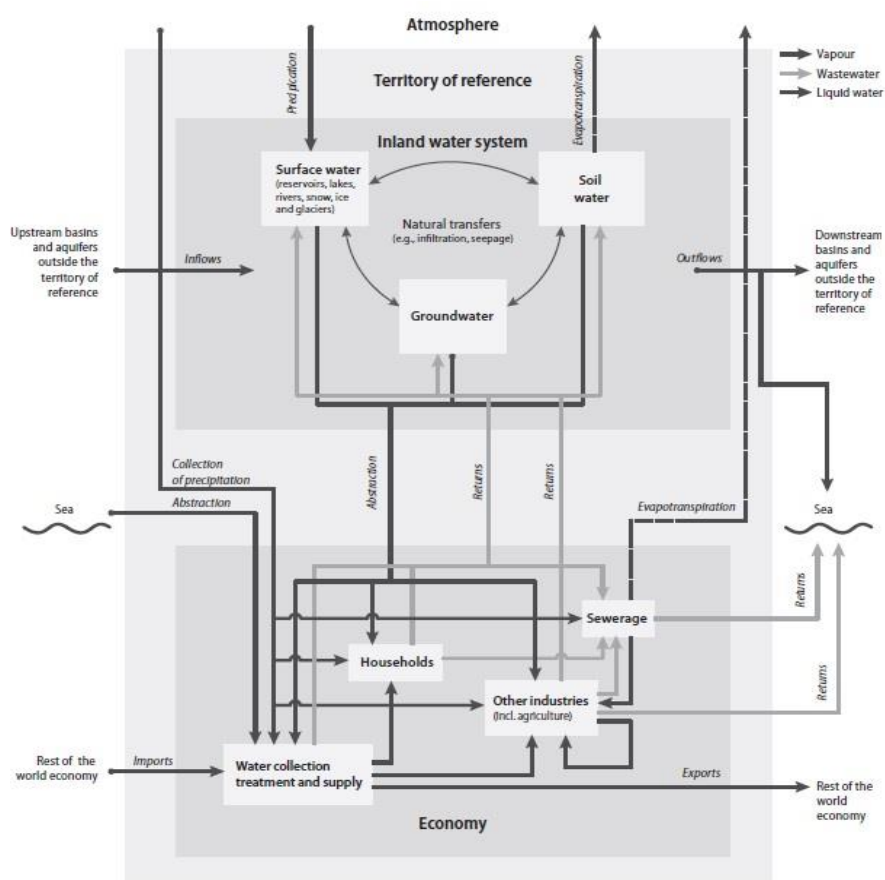 Atmosphere
Vapour
Wastewater
Liquid water
Predpication
Evapotranspiration
Territory of reference
Inland water system
Surface water
(reservoirs, lakes,
rivers, snow, ice
and glaciers)
Soil
water
Natural transfers
(e.g., infiltration, seepage)
Groundwater
Upstream basins
and aquifers
outside the
territory of
reference
Inflows
Outflows
Downstream
basins and
aquifers
outside the
territory of
reference
Collection
of precipitation
Abstraction
Sea
Abstraction
Returns
Returns
Evapotranspiration
Sea
Sewerage
Returns
Households
Other industries
(Incl. agriculture)
Returns
Rest of the
world economy
Imports
Water collection
treatment and supply
Exports
Rest of the
world
economy
Economy